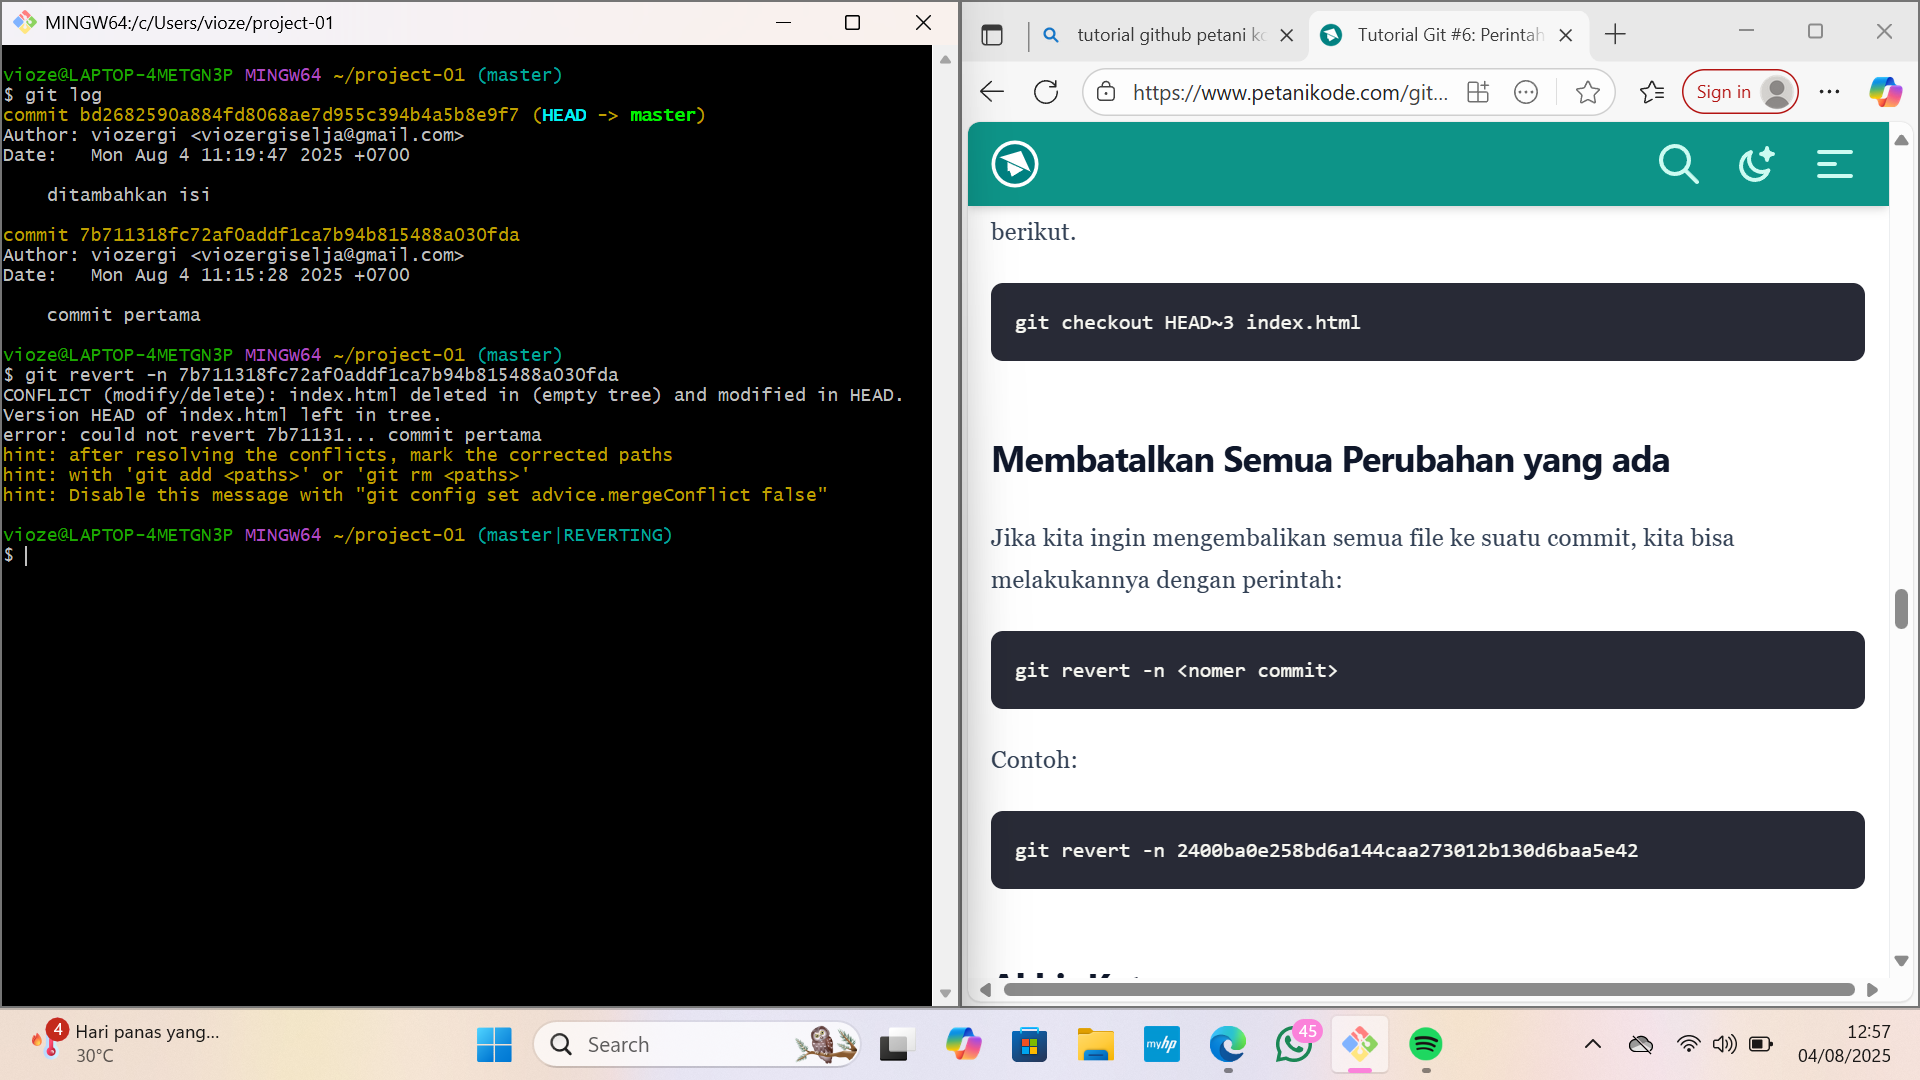 MINGW64:/c/Users/vioze/project-01
vioze@LAPTOP-4METGN3P MINGW64 ~/project-01 (master)
$ git log
commit bd2682590a884fd8068ae7d955c394b4a5b8e9f7 (HEAD -> master)
Author: viozergi <viozergiselja@gmail.com>
Date:   Mon Aug 4 11:19:47 2025 +0700
ditambahkan isi
commit 7b711318fc72af0addf1ca7b94b815488a030fda
Author: viozergi <viozergiselja@gmail.com>
Date:   Mon Aug 4 11:15:28 2025 +0700
commit pertama
vioze@LAPTOP-4METGN3P MINGW64 ~/project-01 (master)
$ git revert -n 7b711318fc72af0addf1ca7b94b815488a030fda
CONFLICT (modify/delete): index.html deleted in (empty tree) and modified in HEAD.
Version HEAD of index.html left in tree.
error: could not revert 7b71131... commit pertama
hint: after resolving the conflicts, mark the corrected paths
hint: with 'git add <paths>' or 'git rm <paths>'
hint: Disable this message with "git config set advice.mergeConflict false"
vioze@LAPTOP-4METGN3P MINGW64 ~/project-01 (master|REVERTING)
$
tutorial github petani ko
Tutorial Git #6: Perintah
https://www.petanikode.com/git...
Sign in
berikut.
git checkout HEAD~3 index.html
Membatalkan Semua Perubahan yang ada
Jika kita ingin mengembalikan semua file ke suatu commit, kita bisa
melakukannya dengan perintah:
git revert -n <nomer commit>
Contoh:
git revert -n 2400ba0e258bd6a144caa273012b130d6baa5e42
4
Hari panas yang...
30°C
Search
myhp
45
12:57
04/08/2025